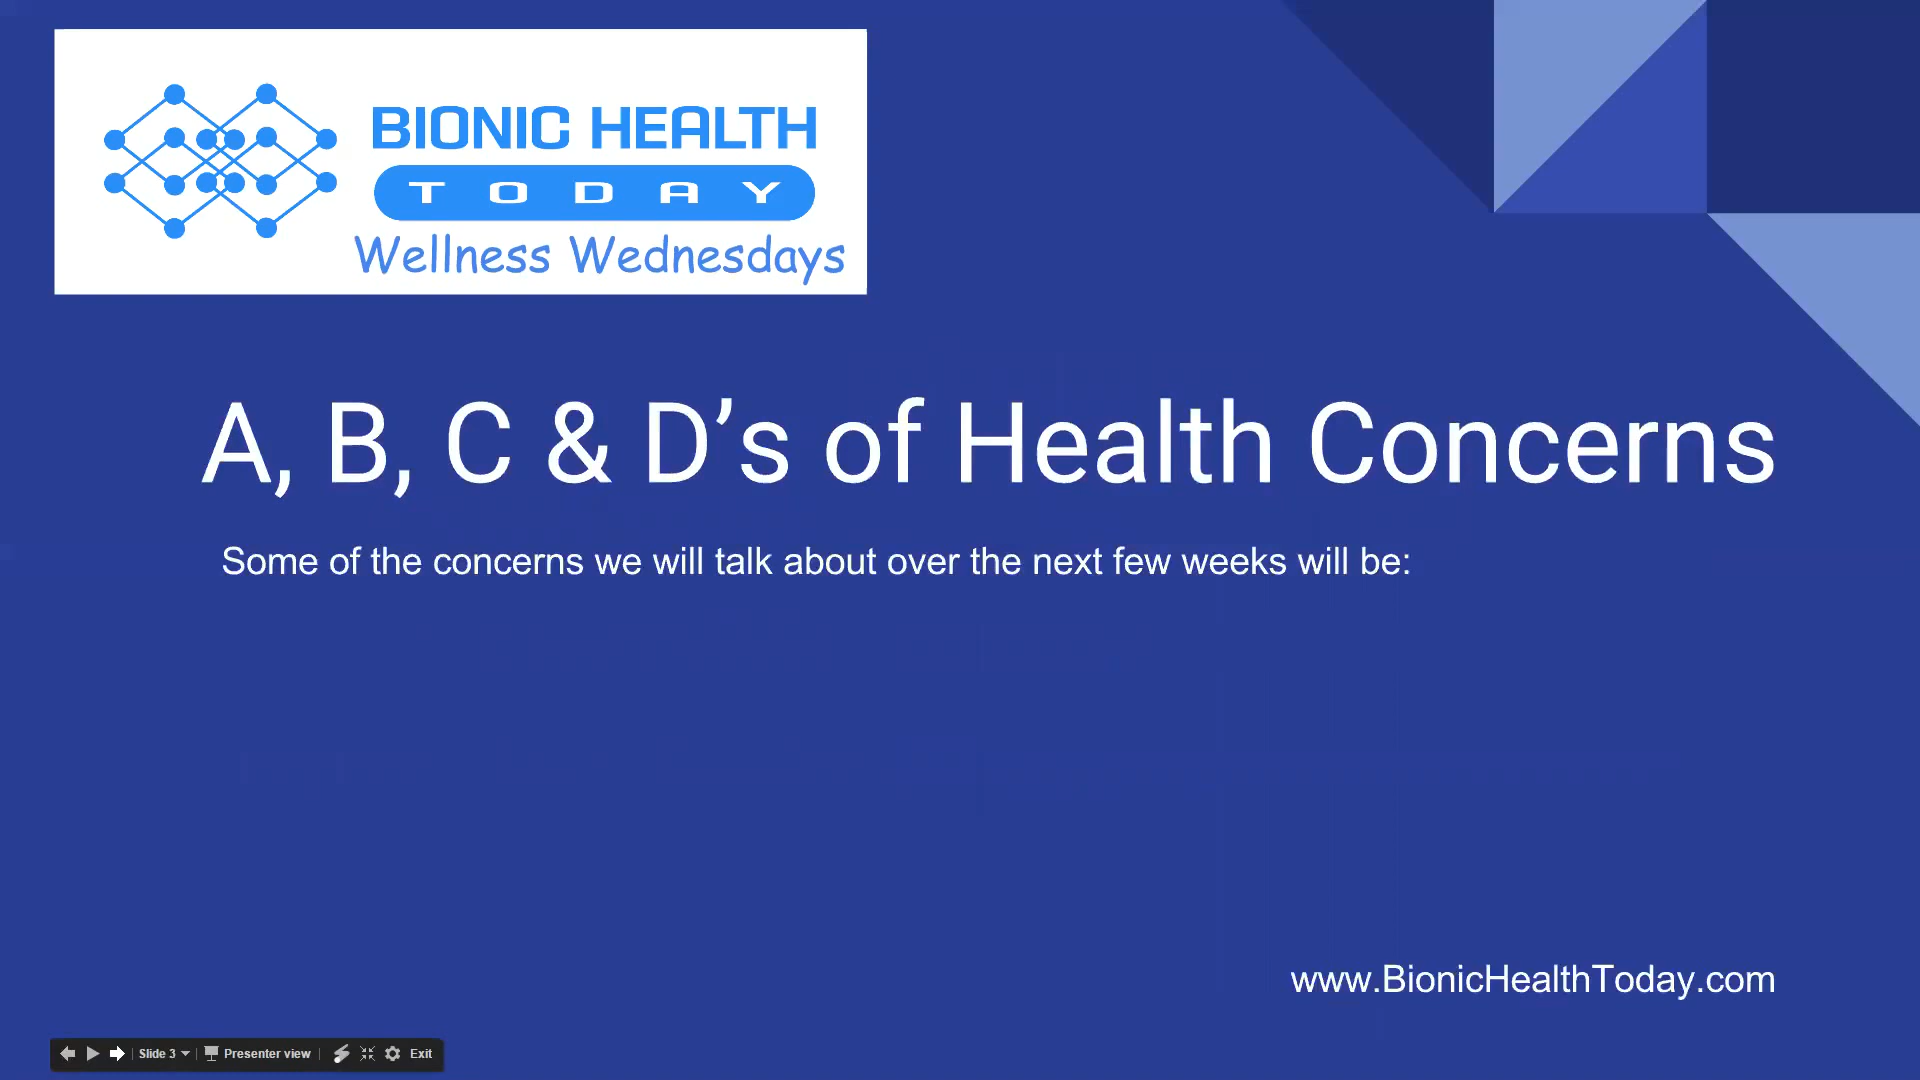 BIONIC HEALTH
TODAY
Wellness Wednesdays
A, B, C & D’s of Health Concerns
Some of the concerns we will talk about over the next few weeks will be:
www.BionicHealthToday.com
Slide 3 Presenter view Exit